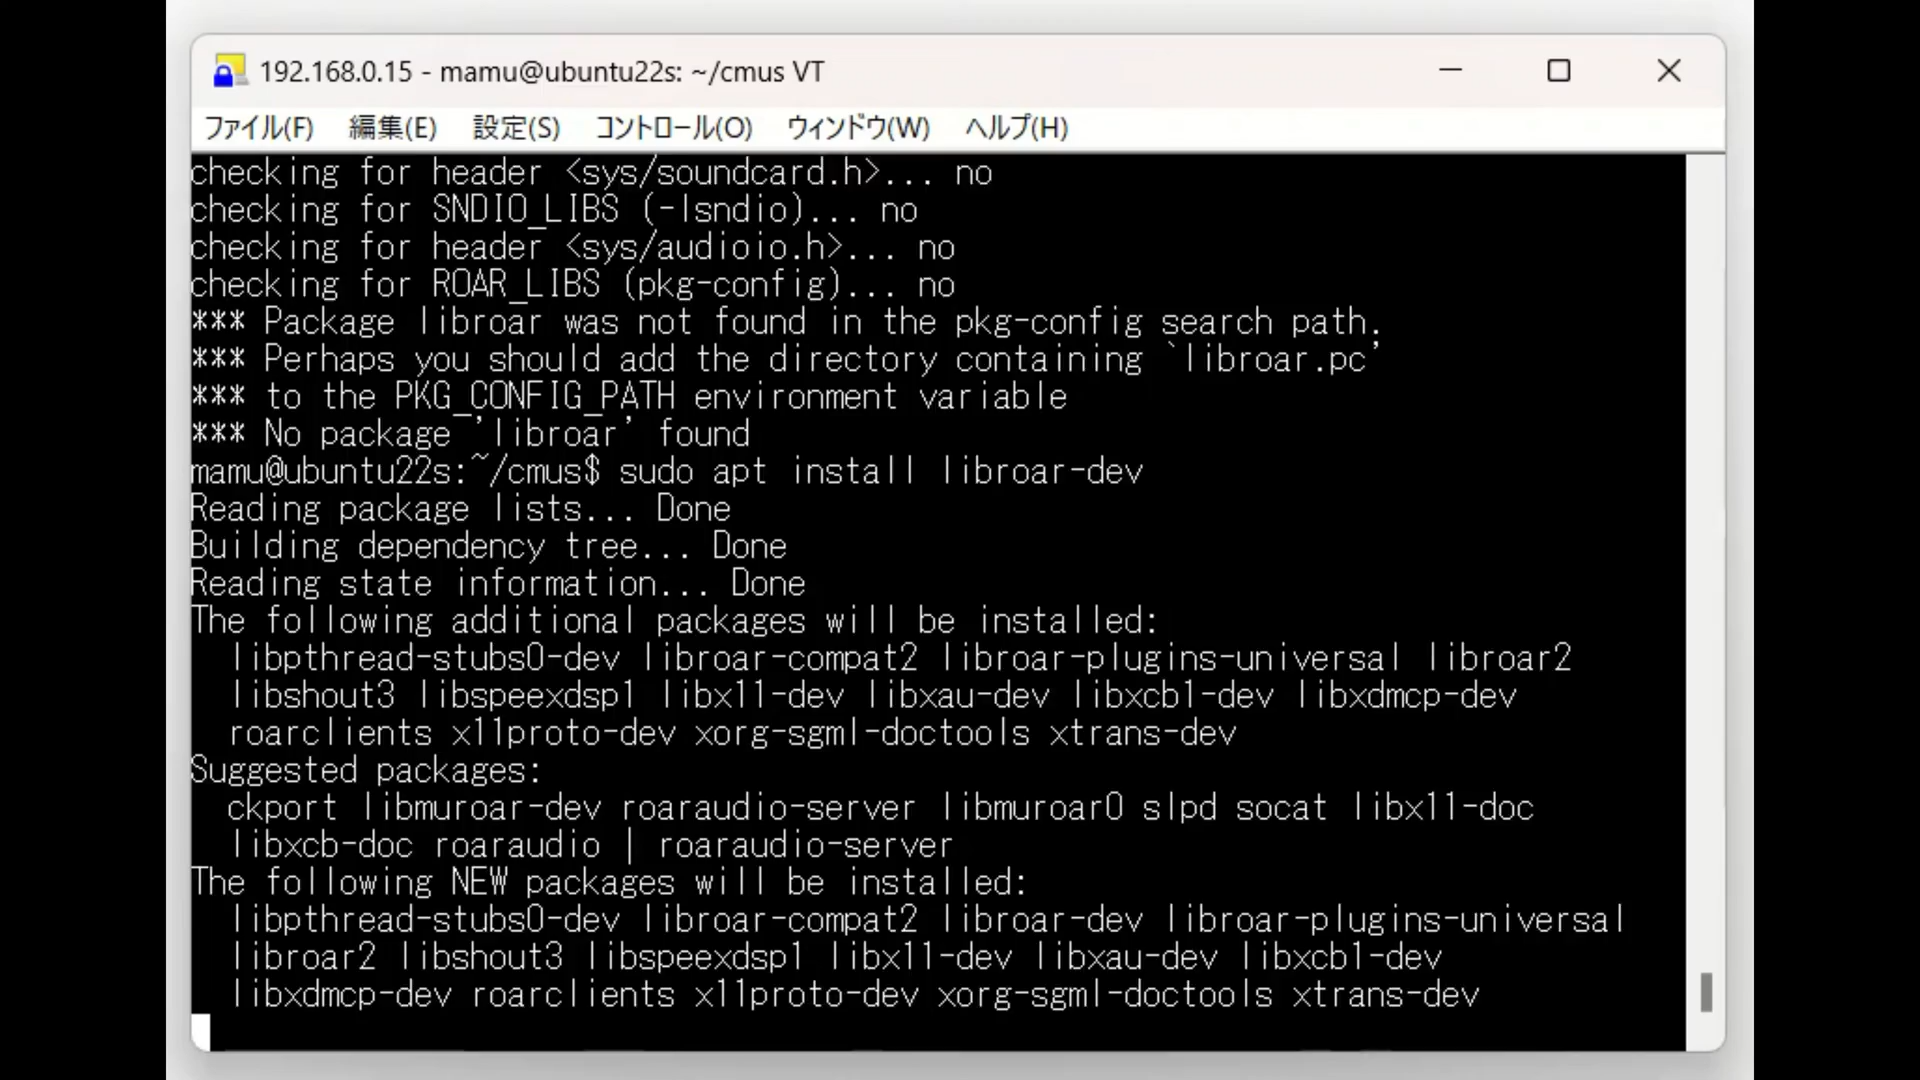 192.168.0.15 - mamu@ubuntu22s: ~/cmus VT
ファイル(F) 編集(E) 設定(S) コントロール(O) ウィンドウ(W) ヘルプ(H)
checking for header <sys/soundcard.h>... no
checking for SNDIO_LIBS (-lsndio)... no
checking for header <sys/audioio.h>... no
checking for ROAR_LIBS (pkg-config)... no
*** Package libroar was not found in the pkg-config search path.
*** Perhaps you should add the directory containing `libroar.pc'
*** to the PKG_CONFIG_PATH environment variable
*** No package 'libroar' found
mamu@ubuntu22s:~/cmus$ sudo apt install libroar-dev
Reading package lists... Done
Building dependency tree... Done
Reading state information... Done
The following additional packages will be installed:
libpthread-stubs0-dev libroar-compat2 libroar-plugins-universal libroar2
libshout3 libspeexdsp1 libx11-dev libxau-dev libxcb1-dev libxdmcp-dev
roarclients x11proto-dev xorg-sgml-doctools xtrans-dev
Suggested packages:
ckport libmuroar-dev roaraudio-server libmuroar0 slpd socat libx11-doc
libxcb-doc roaraudio | roaraudio-server
The following NEW packages will be installed:
libpthread-stubs0-dev libroar-compat2 libroar-dev libroar-plugins-universal
libroar2 libshout3 libspeexdsp1 libx11-dev libxau-dev libxcb1-dev
libxdmcp-dev roarclients x11proto-dev xorg-sgml-doctools xtrans-dev